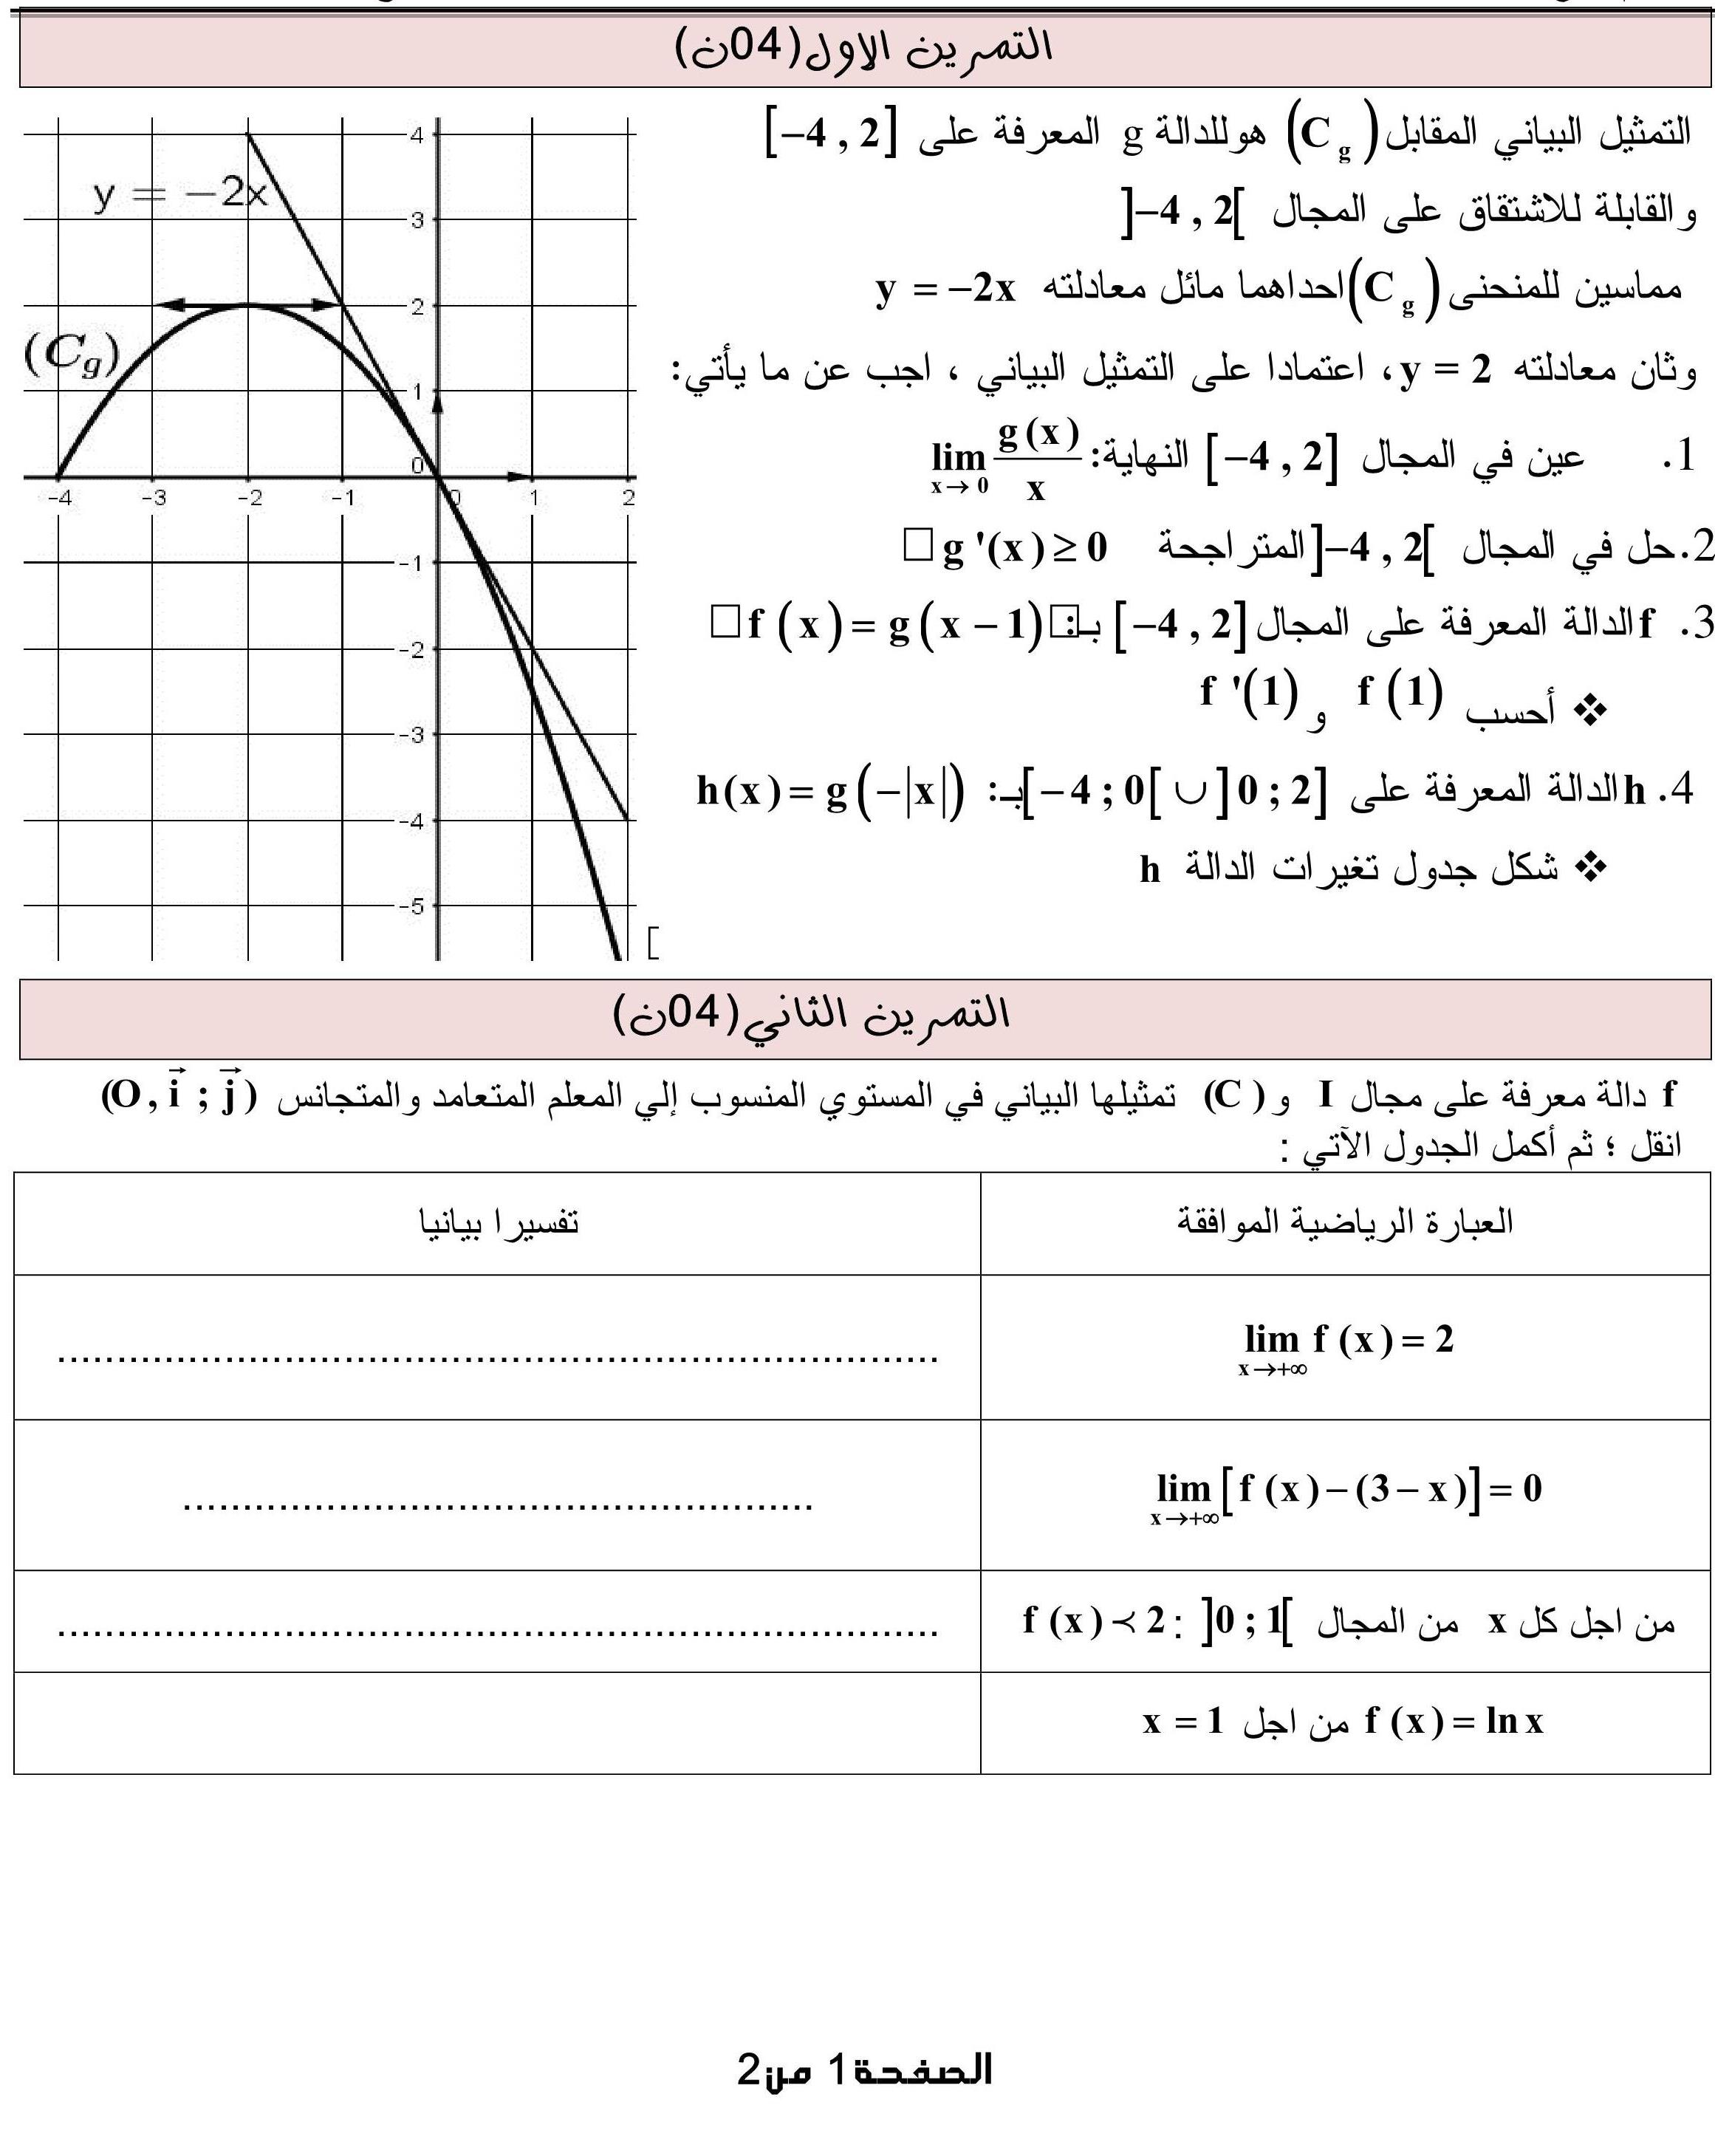 التمرين الاول(04ن)
التمثيل البياني المقابل (C g) هوللدالة g المعرفة على [−4 , 2]
والقابلة للاشتقاق على المجال ]−4 , 2[
مماسين للمنحنى (C g) احداهما مائل معادلته y = −2x
وثان معادلته y = 2 ، اعتمادا على التمثيل البياني ، اجب عن ما يأتي:
1. عين في المجال [−4 , 2] النهاية: lim x→0 g(x)/x
2. حل في المجال ]−4 , 2[ المتراجحة g '(x) ≥ 0 □
3. f الدالة المعرفة على المجال [−4 , 2] بـ: f (x) = g (x − 1) □
❖ أحسب f (1) و f '(1)
4. h الدالة المعرفة على [−4 ; 0[ ∪ ]0 ; 2] بـ: h(x) = g (−|x|)
❖ شكل جدول تغيرات الدالة h
y = −2x
(Cg)
4
3
2
1
0
-4 -3 -2 -1 0 1 2
-1
-2
-3
-4
-5
[
التمرين الثاني(04ن)
f دالة معرفة على مجال I و (C) تمثيلها البياني في المستوي المنسوب إلي المعلم المتعامد والمتجانس (O , i ; j)
انقل ؛ ثم أكمل الجدول الآتي :
العبارة الرياضية الموافقة تفسيرا بيانيا
lim x→+∞ f (x) = 2 ..........................................................................
lim x→+∞ [f (x) − (3 − x)] = 0 .....................................................
من اجل كل x من المجال ]0 ; 1[ : f (x) ≺ 2 ..........................................................................
f (x) = ln x من اجل x = 1
الصفحة1 من2